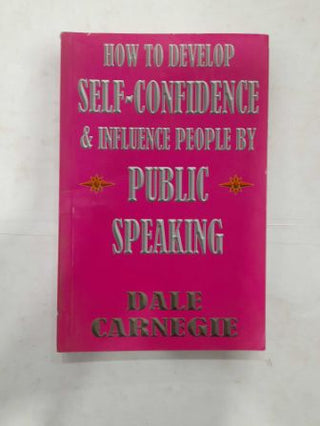 HOW TO DEVELOP
SELF-CONFIDENCE
& INFLUENCE PEOPLE BY
PUBLIC
SPEAKING
DALE
CARNEGIE